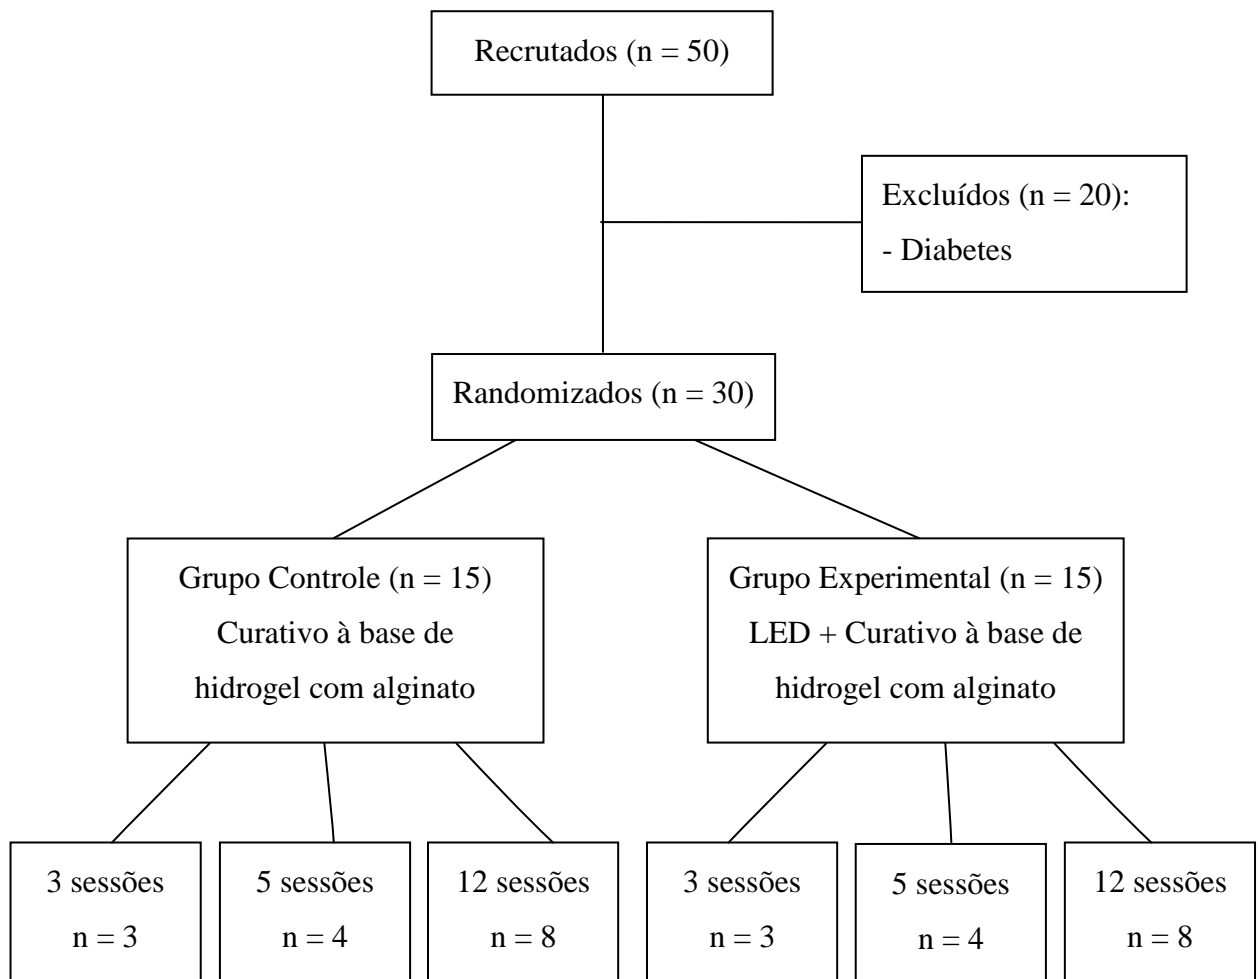 Recrutados (n = 50)
Excluídos (n = 20):
- Diabetes
Randomizados (n = 30)
Grupo Controle (n = 15)
Curativo à base de
hidrogel com alginato
Grupo Experimental (n = 15)
LED + Curativo à base de
hidrogel com alginato
3 sessões
n = 3
5 sessões
n = 4
12 sessões
n = 8
3 sessões
n = 3
5 sessões
n = 4
12 sessões
n = 8